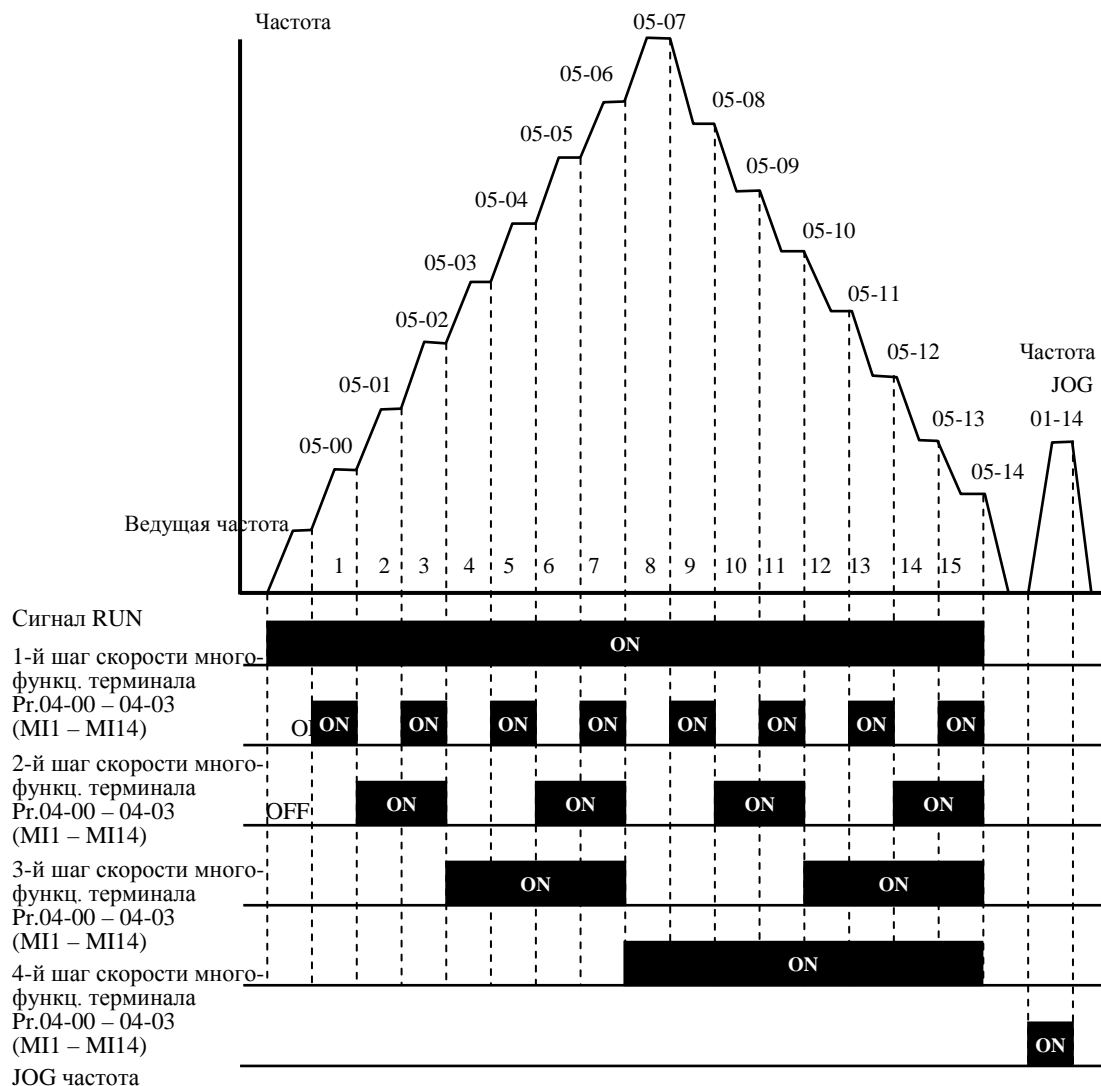 Частота
05-07
05-06
05-08
05-05
05-09
05-04
05-10
05-03
05-11
05-02
05-12
Частота
JOG
05-01
05-13
01-14
05-00
05-14
Ведущая частота
1 2 3 4 5 6 7 8 9 10 11 12 13 14 15
Сигнал RUN
ON
1-й шаг скорости много-
функц. терминала
Pr.04-00 – 04-03
(MI1 – MI14)
ON ON ON ON ON ON ON ON
2-й шаг скорости много-
функц. терминала
Pr.04-00 – 04-03
(MI1 – MI14)
OFF ON ON ON ON
3-й шаг скорости много-
функц. терминала
Pr.04-00 – 04-03
(MI1 – MI14)
ON ON
4-й шаг скорости много-
функц. терминала
Pr.04-00 – 04-03
(MI1 – MI14)
ON
JOG частота
ON